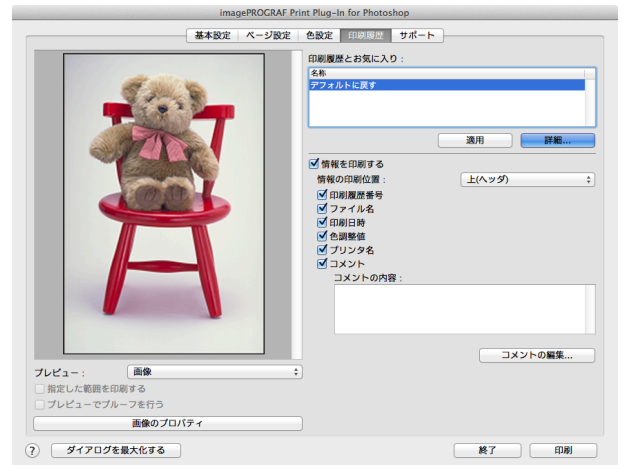 imagePROGRAF Print Plug-In for Photoshop
基本設定 ページ設定 色設定 印刷履歴 サポート
印刷履歴とお気に入り：
名称
デフォルトに戻す
適用 詳細...
情報を印刷する
情報の印刷位置： 上(ヘッダ)
印刷履歴番号
ファイル名
印刷日時
色調整値
プリンタ名
コメント
コメントの内容：
コメントの編集...
プレビュー： 画像
指定した範囲を印刷する
プレビューでプルーフを行う
画像のプロパティ
? ダイアログを最大化する 終了 印刷